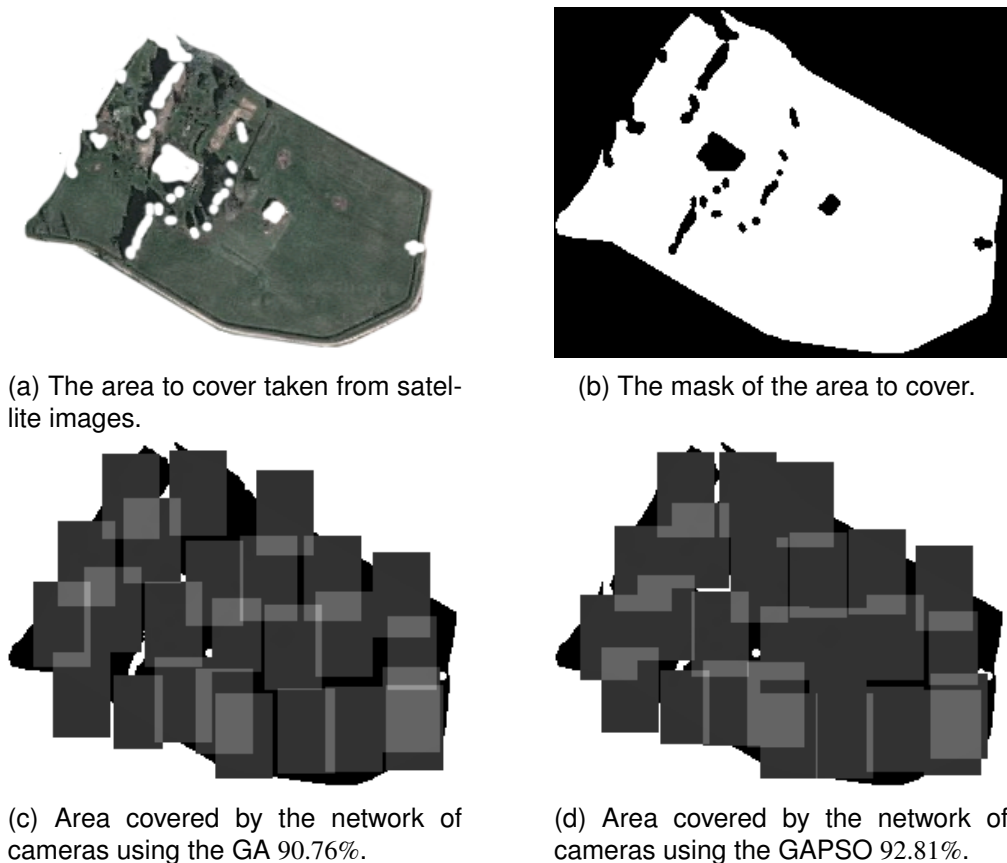 (a) The area to cover taken from satel-
lite images.
(b) The mask of the area to cover.
(c) Area covered by the network of
cameras using the GA 90.76%.
(d) Area covered by the network of
cameras using the GAPSO 92.81%.